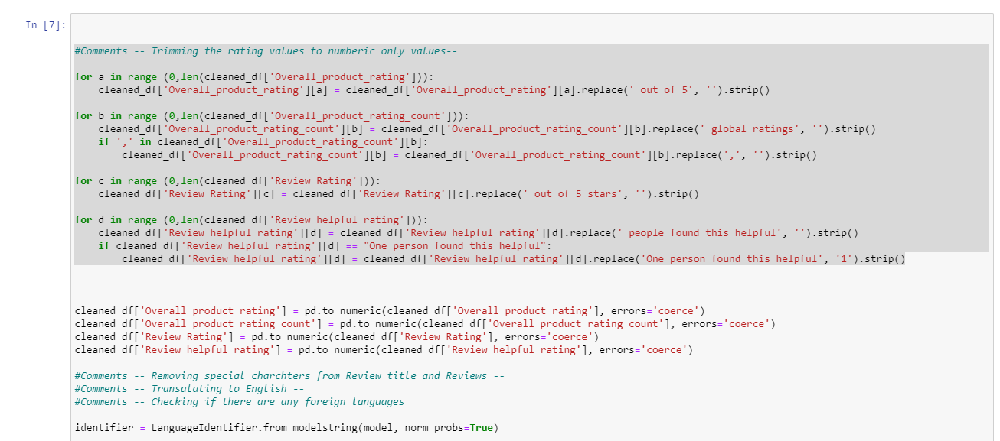 In [7]:
#Comments -- Trimming the rating values to numberic only values--
for a in range (0,len(cleaned_df['Overall_product_rating'])):
    cleaned_df['Overall_product_rating'][a] = cleaned_df['Overall_product_rating'][a].replace(' out of 5', '').strip()
for b in range (0,len(cleaned_df['Overall_product_rating_count'])):
    cleaned_df['Overall_product_rating_count'][b] = cleaned_df['Overall_product_rating_count'][b].replace(' global ratings', '').strip()
    if ',' in cleaned_df['Overall_product_rating_count'][b]:
        cleaned_df['Overall_product_rating_count'][b] = cleaned_df['Overall_product_rating_count'][b].replace(',', '').strip()
for c in range (0,len(cleaned_df['Review_Rating'])):
    cleaned_df['Review_Rating'][c] = cleaned_df['Review_Rating'][c].replace(' out of 5 stars', '').strip()
for d in range (0,len(cleaned_df['Review_helpful_rating'])):
    cleaned_df['Review_helpful_rating'][d] = cleaned_df['Review_helpful_rating'][d].replace(' people found this helpful', '').strip()
    if cleaned_df['Review_helpful_rating'][d] == "One person found this helpful":
        cleaned_df['Review_helpful_rating'][d] = cleaned_df['Review_helpful_rating'][d].replace('One person found this helpful', '1').strip()
cleaned_df['Overall_product_rating'] = pd.to_numeric(cleaned_df['Overall_product_rating'], errors='coerce')
cleaned_df['Overall_product_rating_count'] = pd.to_numeric(cleaned_df['Overall_product_rating_count'], errors='coerce')
cleaned_df['Review_Rating'] = pd.to_numeric(cleaned_df['Review_Rating'], errors='coerce')
cleaned_df['Review_helpful_rating'] = pd.to_numeric(cleaned_df['Review_helpful_rating'], errors='coerce')
#Comments -- Removing special charchters from Review title and Reviews --
#Comments -- Transalating to English --
#Comments -- Checking if there are any foreign languages
identifier = LanguageIdentifier.from_modelstring(model, norm_probs=True)